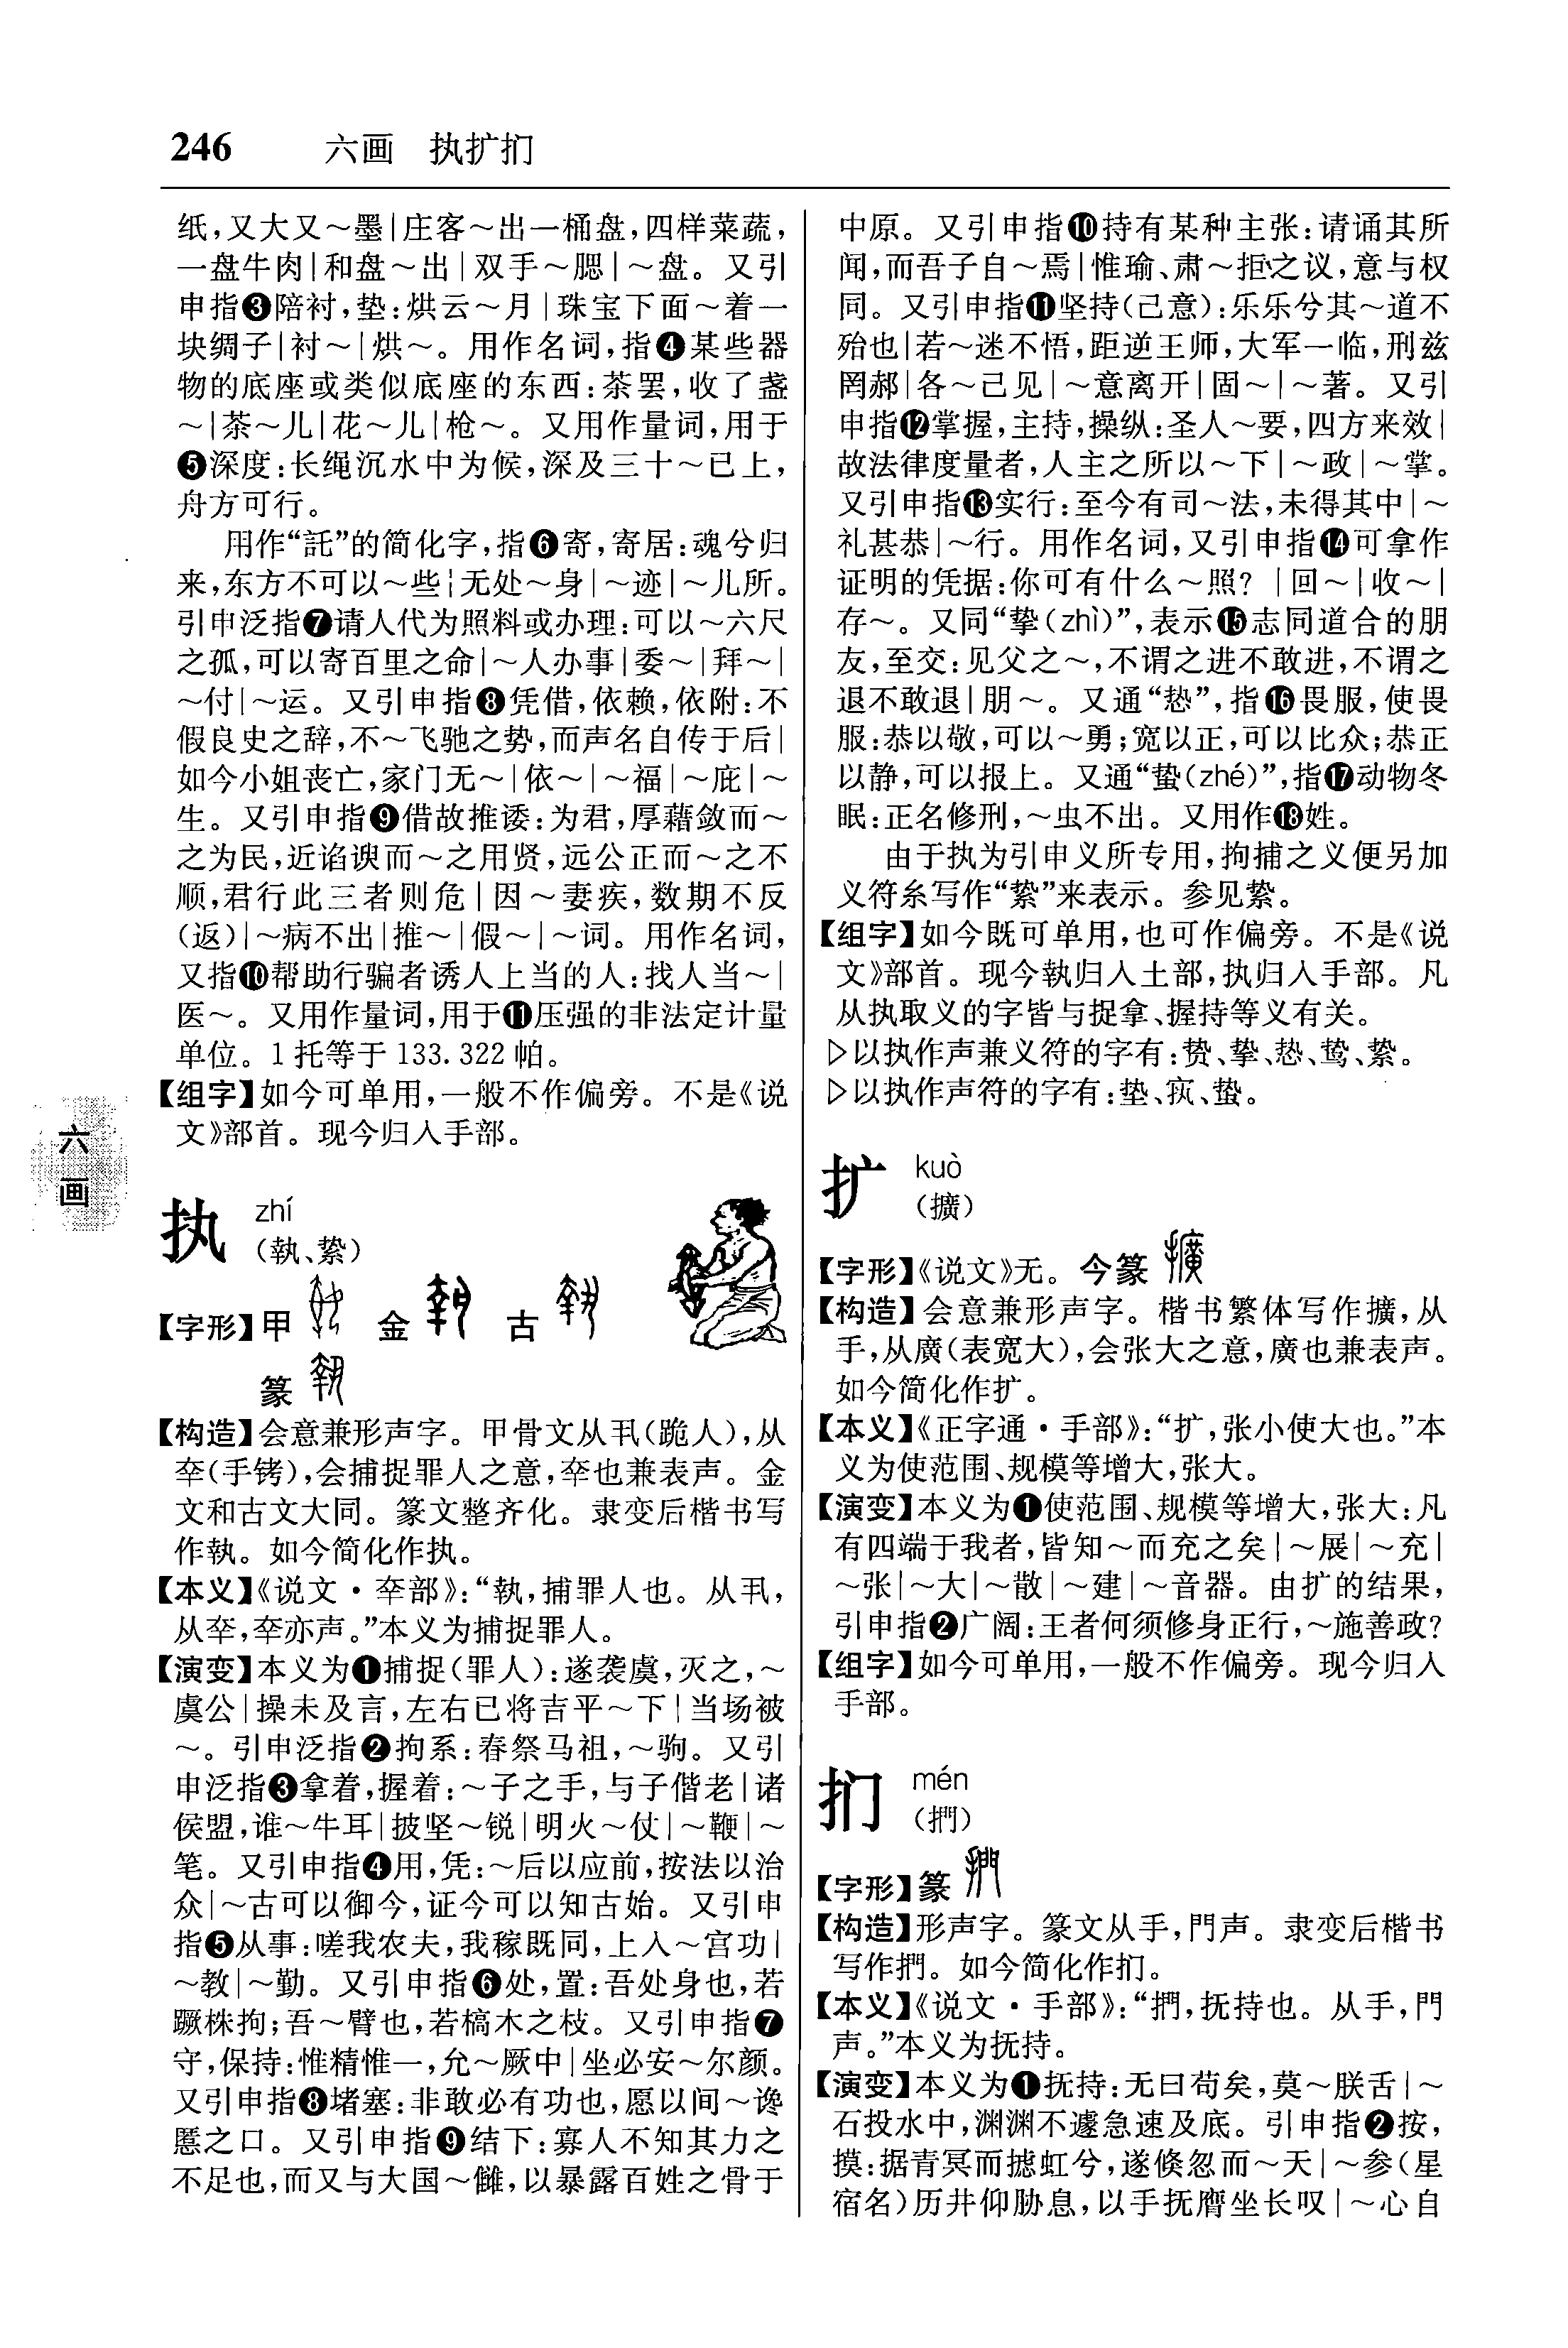 246 六画 执扩扪
纸,又大又～墨|庄客～出一桶盘,四样菜蔬,
一盘牛肉|和盘～出|双手～腮|～盘。又引
申指❸陪衬,垫:烘云～月|珠宝下面～着一
块绸子|衬～|烘～。用作名词,指❹某些器
物的底座或类似底座的东西:茶罢,收了盏
～|茶～儿|花～儿|枪～。又用作量词,用于
❺深度:长绳沉水中为候,深及三十～已上,
舟方可行。
用作“託”的简化字,指❻寄,寄居:魂兮归
来,东方不可以～些|无处～身|～迹|～儿所。
引申泛指❼请人代为照料或办理:可以～六尺
之孤,可以寄百里之命|～人办事|委～|拜～|
～付|～运。又引申指❽凭借,依赖,依附:不
假良史之辞,不～飞驰之势,而声名自传于后|
如今小姐丧亡,家门无～|依～|～福|～庇|～
生。又引申指❾借故推诿:为君,厚藉敛而～
之为民,近谄谀而～之用贤,远公正而～之不
顺,君行此三者则危|因～妻疾,数期不反
(返)|～病不出|推～|假～|～词。用作名词,
又指❿帮助行骗者诱人上当的人:找人当～|
医～。又用作量词,用于⓫压强的非法定计量
单位。1托等于133.322帕。
【组字】如今可单用,一般不作偏旁。不是《说
文》部首。现今归入手部。
执 zhí
(執、縶)
【字形】甲 金 古
篆
【构造】会意兼形声字。甲骨文从丮(跪人),从
㚔(手铐),会捕捉罪人之意,㚔也兼表声。金
文和古文大同。篆文整齐化。隶变后楷书写
作執。如今简化作执。
【本义】《说文·㚔部》:“執,捕罪人也。从丮,
从㚔,㚔亦声。”本义为捕捉罪人。
【演变】本义为❶捕捉(罪人):遂袭虞,灭之,～
虞公|操未及言,左右已将吉平～下|当场被
～。引申泛指❷拘系:春祭马祖,～驹。又引
申泛指❸拿着,握着:～子之手,与子偕老|诸
侯盟,谁～牛耳|披坚～锐|明火～仗|～鞭|～
笔。又引申指❹用,凭:～后以应前,按法以治
众|～古可以御今,证今可以知古始。又引申
指❺从事:嗟我农夫,我稼既同,上入～宫功|
～教|～勤。又引申指❻处,置:吾处身也,若
蹶株拘;吾～臂也,若槁木之枝。又引申指❼
守,保持:惟精惟一,允～厥中|坐必安～尔颜。
又引申指❽堵塞:非敢必有功也,愿以间～谗
慝之口。又引申指❾结下:寡人不知其力之
不足也,而又与大国～雠,以暴露百姓之骨于
中原。又引申指❿持有某种主张:请诵其所
闻,而吾子自～焉|惟瑜、肃～拒之议,意与权
同。又引申指⓫坚持(己意):乐乐兮其～道不
殆也|若～迷不悟,距逆王师,大军一临,刑兹
罔郝|各～己见|～意离开|固～|～著。又引
申指⓬掌握,主持,操纵:圣人～要,四方来效|
故法律度量者,人主之所以～下|～政|～掌。
又引申指⓭实行:至今有司～法,未得其中|～
礼甚恭|～行。用作名词,又引申指⓮可拿作
证明的凭据:你可有什么～照?|回～|收～|
存～。又同“挚(zhì)”,表示⓯志同道合的朋
友,至交:见父之～,不谓之进不敢进,不谓之
退不敢退|朋～。又通“慹”,指⓰畏服,使畏
服:恭以敬,可以～勇;宽以正,可以比众;恭正
以静,可以报上。又通“蛰(zhé)”,指⓱动物冬
眠:正名修刑,～虫不出。又用作⓲姓。
由于执为引申义所专用,拘捕之义便另加
义符糸写作“絷”来表示。参见絷。
【组字】如今既可单用,也可作偏旁。不是《说
文》部首。现今執归入土部,执归入手部。凡
从执取义的字皆与捉拿、握持等义有关。
▷以执作声兼义符的字有:贽、挚、慹、鸷、絷。
▷以执作声符的字有:垫、㝪、蛰。
扩 kuò
(擴)
【字形】《说文》无。今篆
【构造】会意兼形声字。楷书繁体写作擴,从
手,从廣(表宽大),会张大之意,廣也兼表声。
如今简化作扩。
【本义】《正字通·手部》:“扩,张小使大也。”本
义为使范围、规模等增大,张大。
【演变】本义为❶使范围、规模等增大,张大:凡
有四端于我者,皆知～而充之矣|～展|～充|
～张|～大|～散|～建|～音器。由扩的结果,
引申指❷广阔:王者何须修身正行,～施善政?
【组字】如今可单用,一般不作偏旁。现今归入
手部。
扪 mén
(捫)
【字形】篆
【构造】形声字。篆文从手,門声。隶变后楷书
写作捫。如今简化作扪。
【本义】《说文·手部》:“捫,抚持也。从手,門
声。”本义为抚持。
【演变】本义为❶抚持:无曰苟矣,莫～朕舌|～
石投水中,渊渊不遽急速及底。引申指❷按,
摸:据青冥而摅虹兮,遂倏忽而～天|～参(星
宿名)历井仰胁息,以手抚膺坐长叹|～心自
六
画